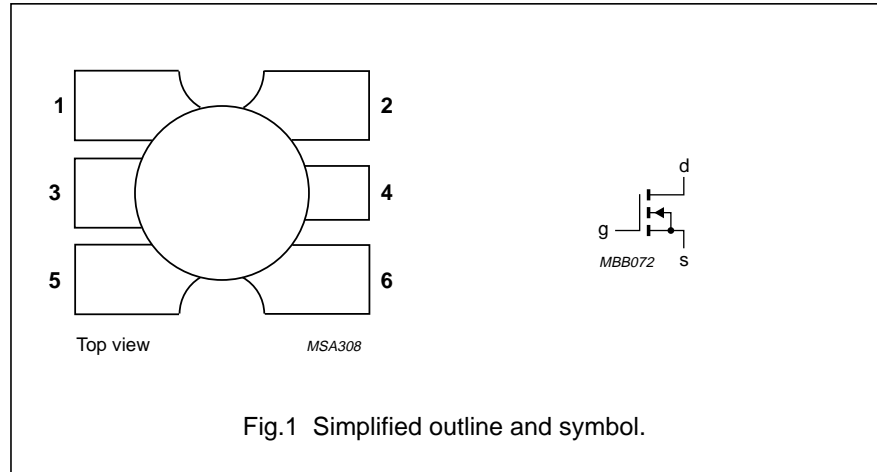 1
2
3
4
5
6
Top view
MSA308
d
g
MBB072
s
Fig.1 Simplified outline and symbol.